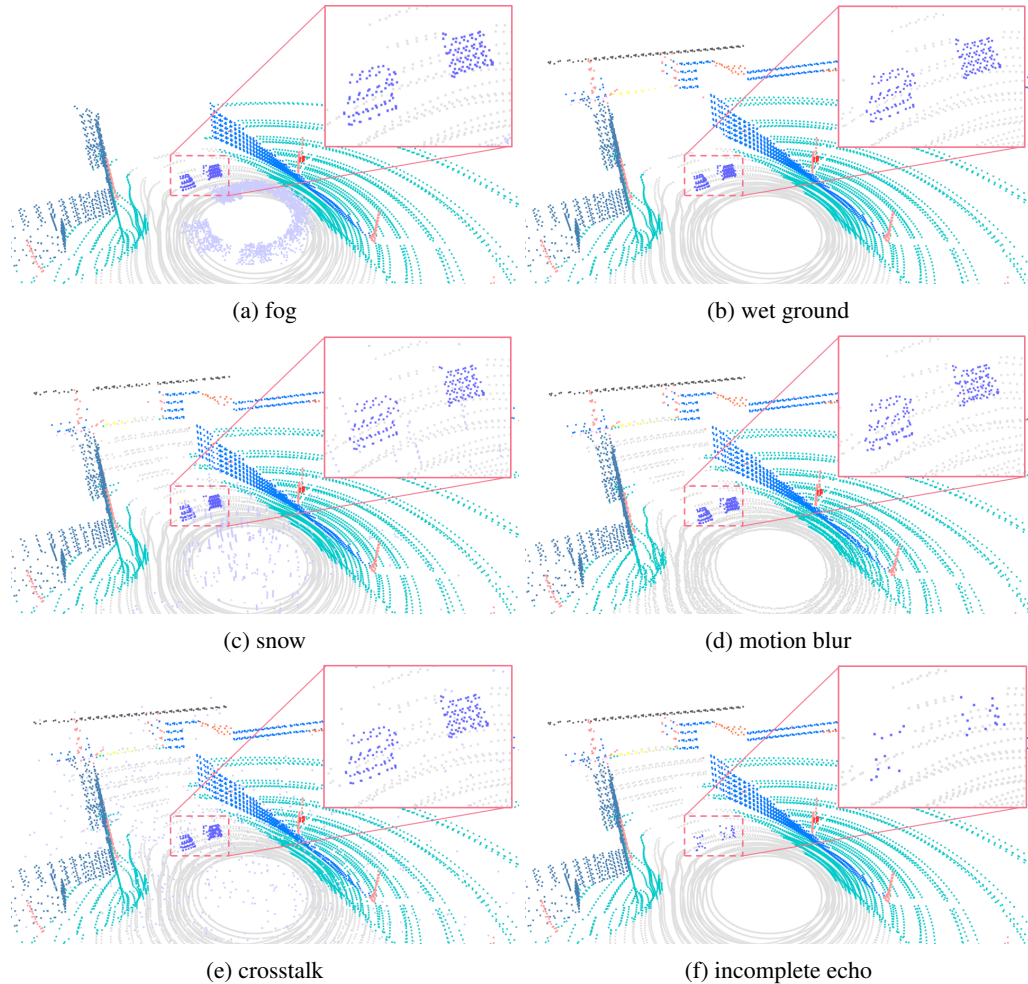 (a) fog
(b) wet ground
(c) snow
(d) motion blur
(e) crosstalk
(f) incomplete echo